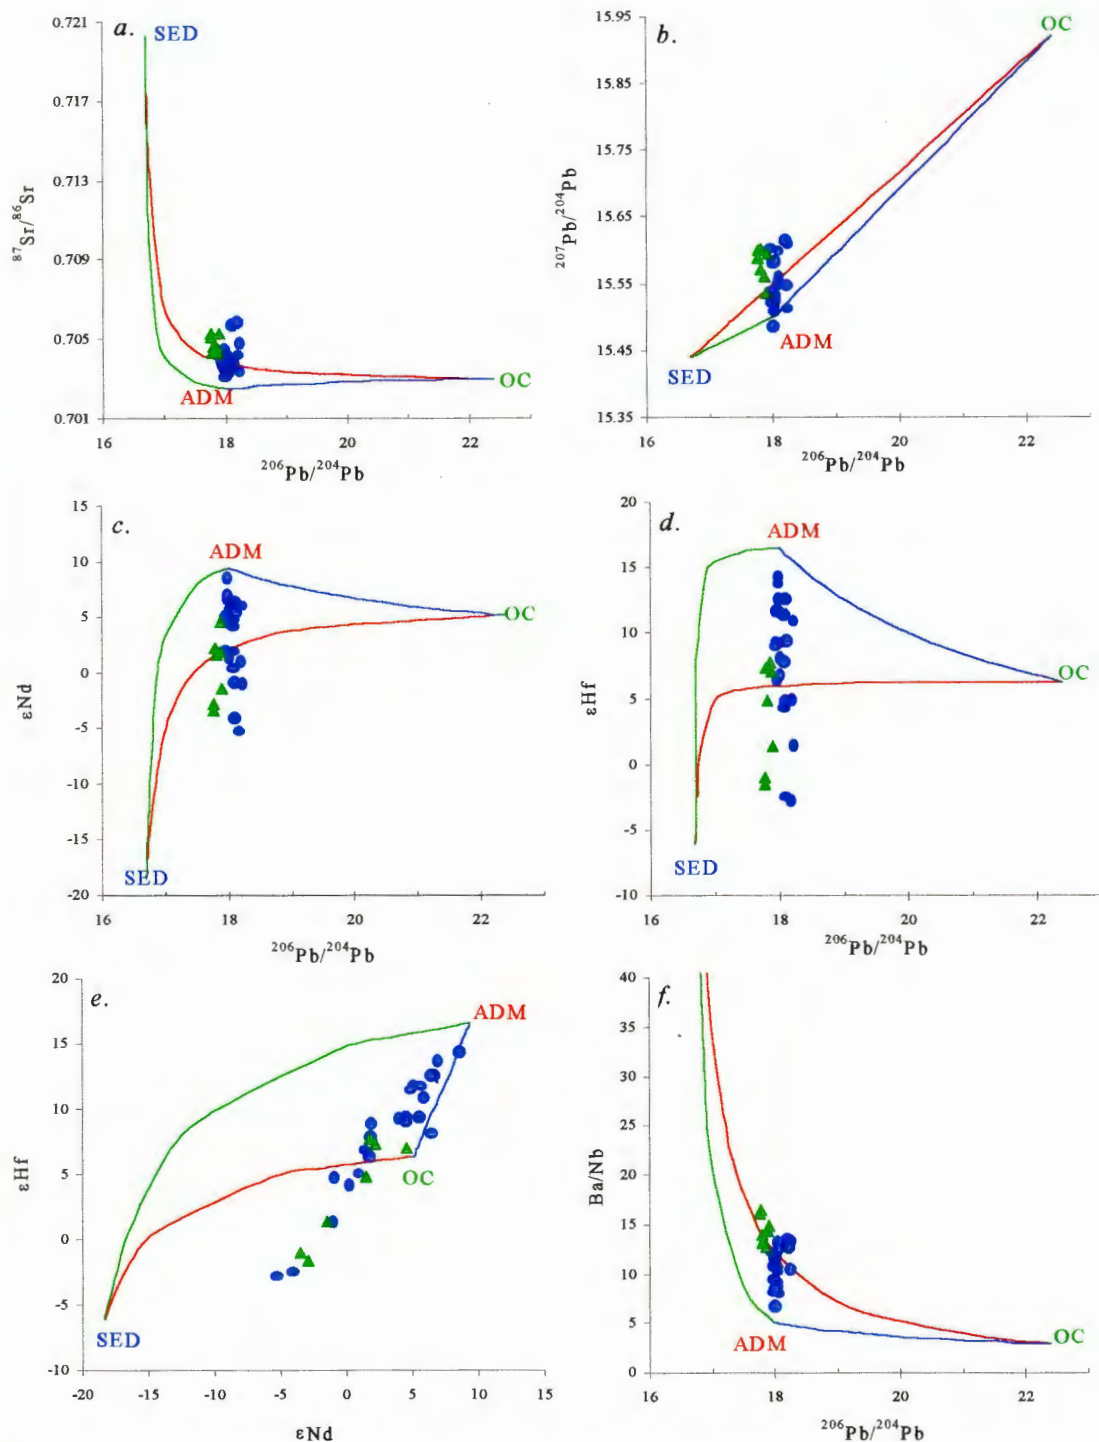 a.
0.721
0.717
0.713
0.709
0.705
0.701
⁸⁷Sr/⁸⁶Sr
SED
ADM
OC
16 18 20 22
²⁰⁶Pb/²⁰⁴Pb
b.
15.95
15.85
15.75
15.65
15.55
15.45
15.35
²⁰⁷Pb/²⁰⁴Pb
OC
ADM
SED
16 18 20 22
²⁰⁶Pb/²⁰⁴Pb
c.
15
10
5
0
-5
-10
-15
-20
εNd
ADM
OC
SED
16 18 20 22
²⁰⁶Pb/²⁰⁴Pb
d.
20
15
10
5
0
-5
-10
εHf
ADM
OC
SED
16 18 20 22
²⁰⁶Pb/²⁰⁴Pb
e.
20
15
10
5
0
-5
-10
εHf
ADM
OC
SED
-20 -15 -10 -5 0 5 10 15
εNd
f.
40
35
30
25
20
15
10
5
0
Ba/Nb
ADM
OC
16 18 20 22
²⁰⁶Pb/²⁰⁴Pb